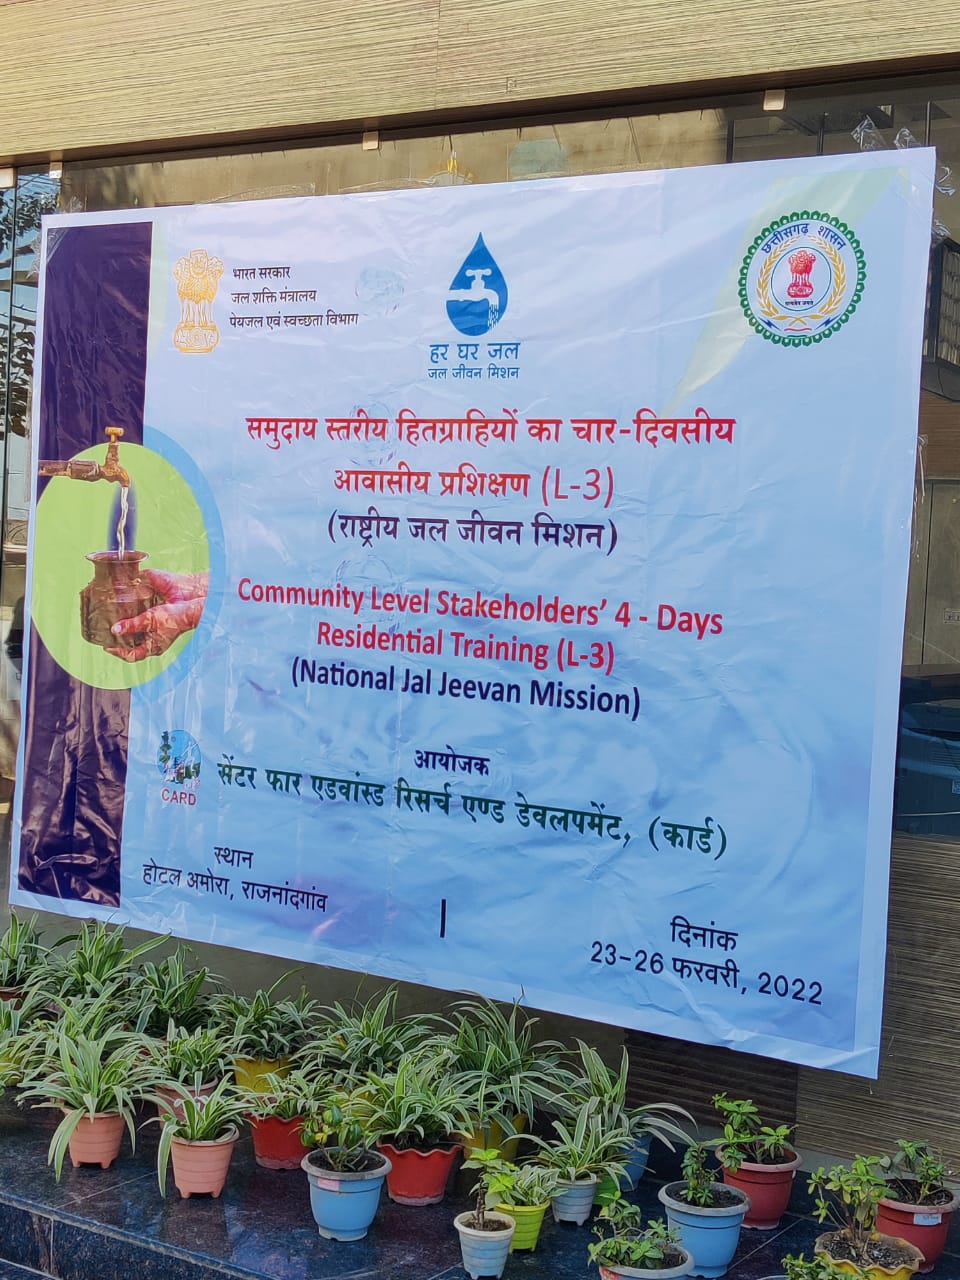 भारत सरकार
जल शक्ति मंत्रालय
पेयजल एवं स्वच्छता विभाग
हर घर जल
जल जीवन मिशन
छत्तीसगढ़ शासन
सत्यमेव जयते
समुदाय स्तरीय हितग्राहियों का चार-दिवसीय
आवासीय प्रशिक्षण (L-3)
(राष्ट्रीय जल जीवन मिशन)
Community Level Stakeholders’ 4 - Days
Residential Training (L-3)
(National Jal Jeevan Mission)
आयोजक
CARD
सेंटर फार एडवांस्ड रिसर्च एण्ड डेवलपमेंट, (कार्ड)
स्थान
होटल अमोरा, राजनांदगांव
दिनांक
23-26 फरवरी, 2022